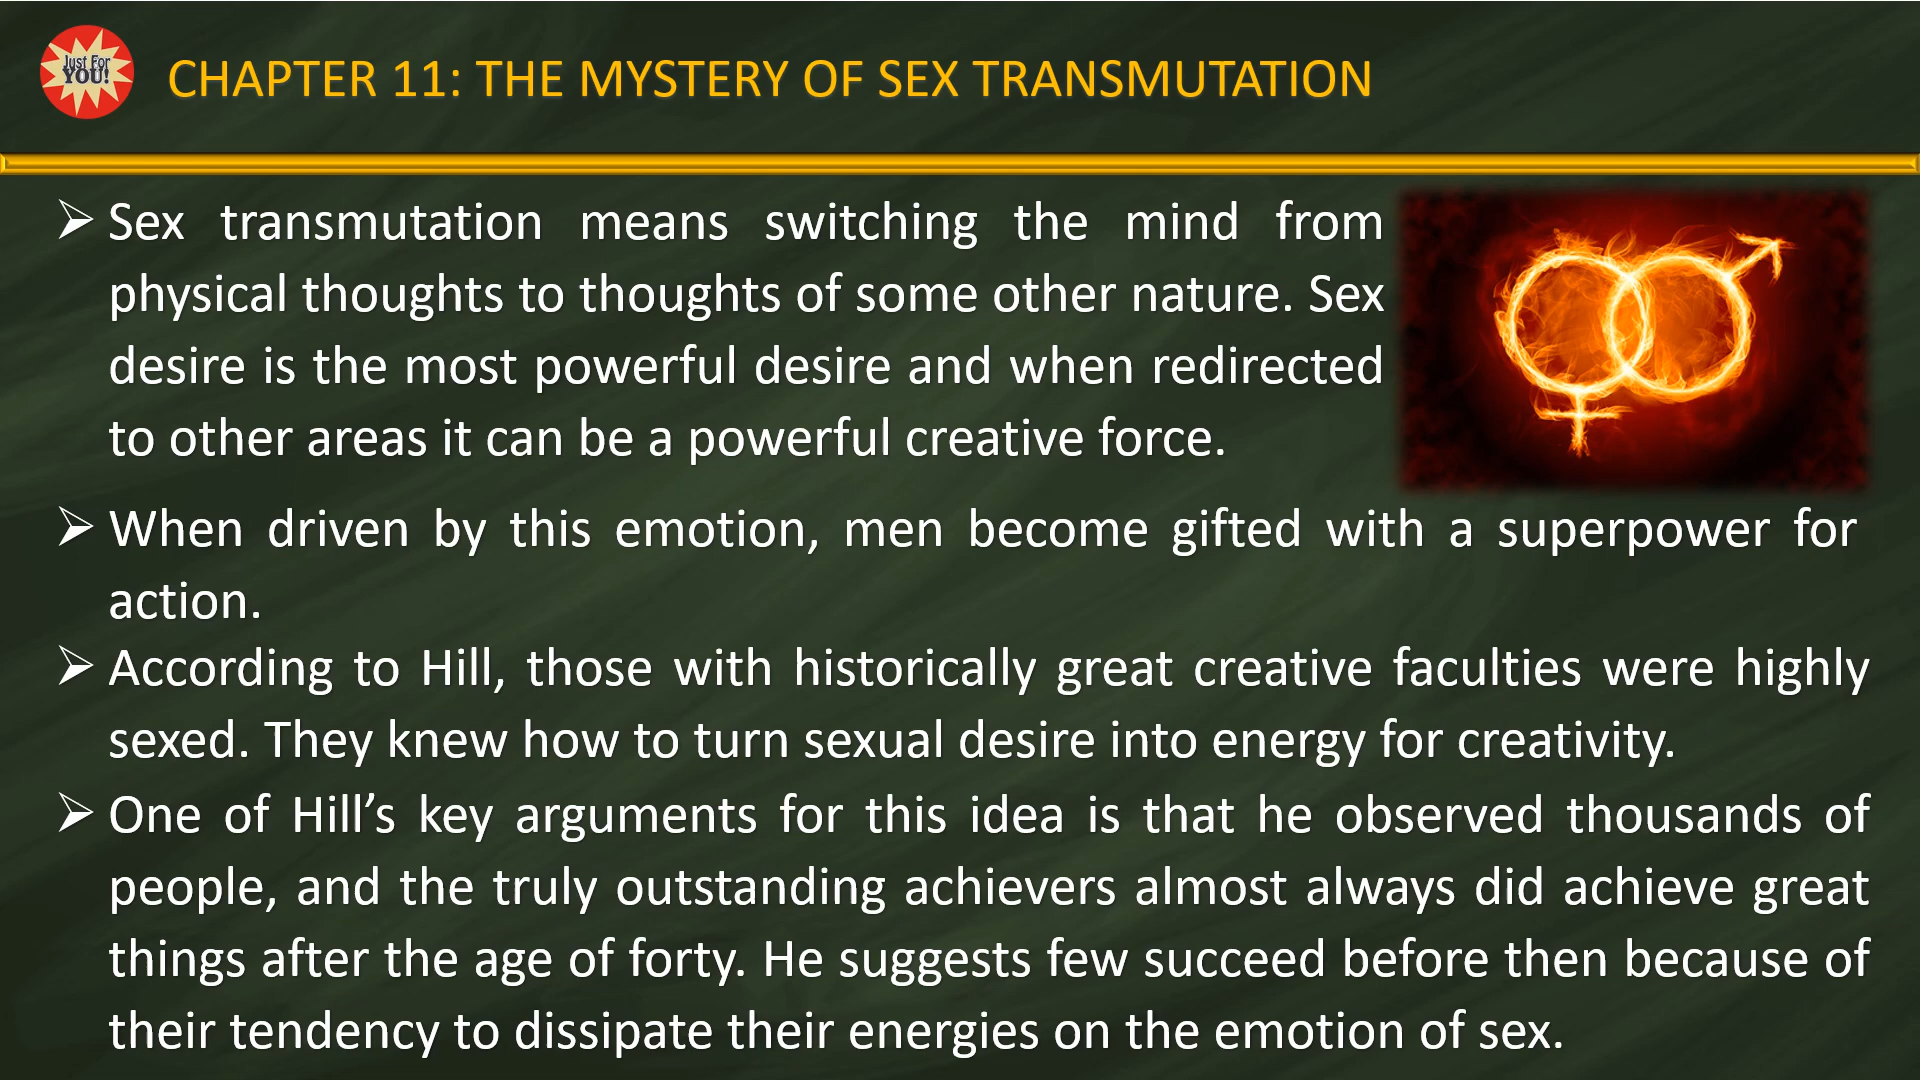 Just For
YOU!
CHAPTER 11: THE MYSTERY OF SEX TRANSMUTATION
➢ Sex transmutation means switching the mind from
physical thoughts to thoughts of some other nature. Sex
desire is the most powerful desire and when redirected
to other areas it can be a powerful creative force.
➢ When driven by this emotion, men become gifted with a superpower for
action.
➢ According to Hill, those with historically great creative faculties were highly
sexed. They knew how to turn sexual desire into energy for creativity.
➢ One of Hill’s key arguments for this idea is that he observed thousands of
people, and the truly outstanding achievers almost always did achieve great
things after the age of forty. He suggests few succeed before then because of
their tendency to dissipate their energies on the emotion of sex.